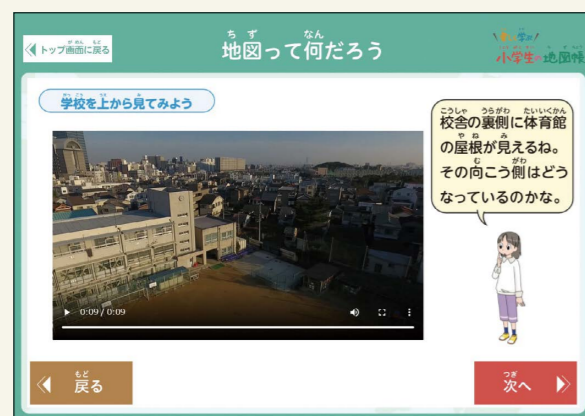 トップ画面に戻る
地図って何だろう
小学生の地図帳
学校を上から見てみよう
校舎の裏側に体育館
の屋根が見えるね。
その向こう側はどう
なっているのかな。
0:09 / 0:09
戻る
次へ